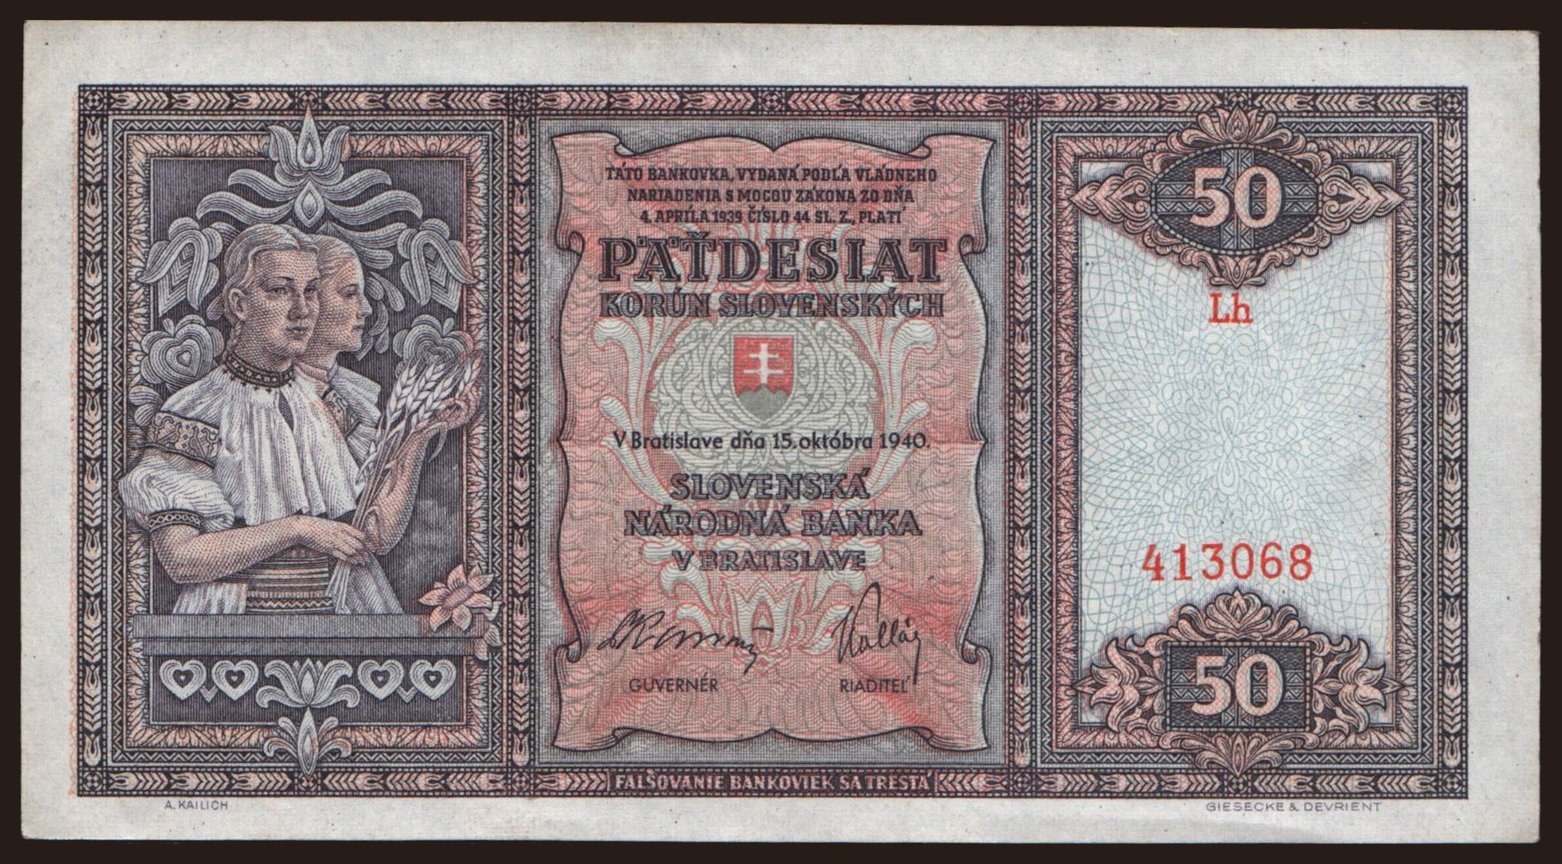 TÁTO BANKOVKA, VYDANÁ PODĽA VLÁDNEHO
NARIADENIA S MOCOU ZÁKONA ZO DŇA
4. APRÍLA 1939 ČÍSLO 44 SL. Z., PLATÍ
PÄŤDESIAT
KORÚN SLOVENSKÝCH
V Bratislave dňa 15. októbra 1940.
SLOVENSKÁ
NÁRODNÁ BANKA
V BRATISLAVE
GUVERNÉR
RIADITEĽ
FALŠOVANIE BANKOVIEK SA TRESTÁ
50
Lh
413068
50
A. KAILICH
GIESECKE & DEVRIENT